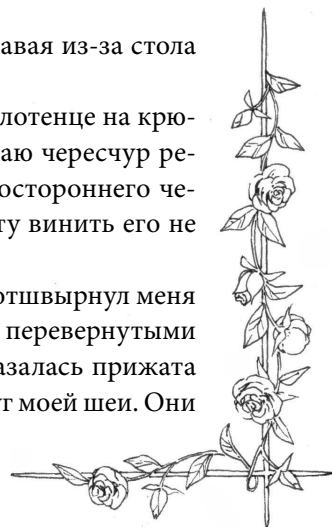 авая из-за стола
лотенце на крю-
аю чересчур ре-
остороннего че-
ту винить его не
отшвырнул меня
перевернутыми
азалась прижата
г моей шеи. Они